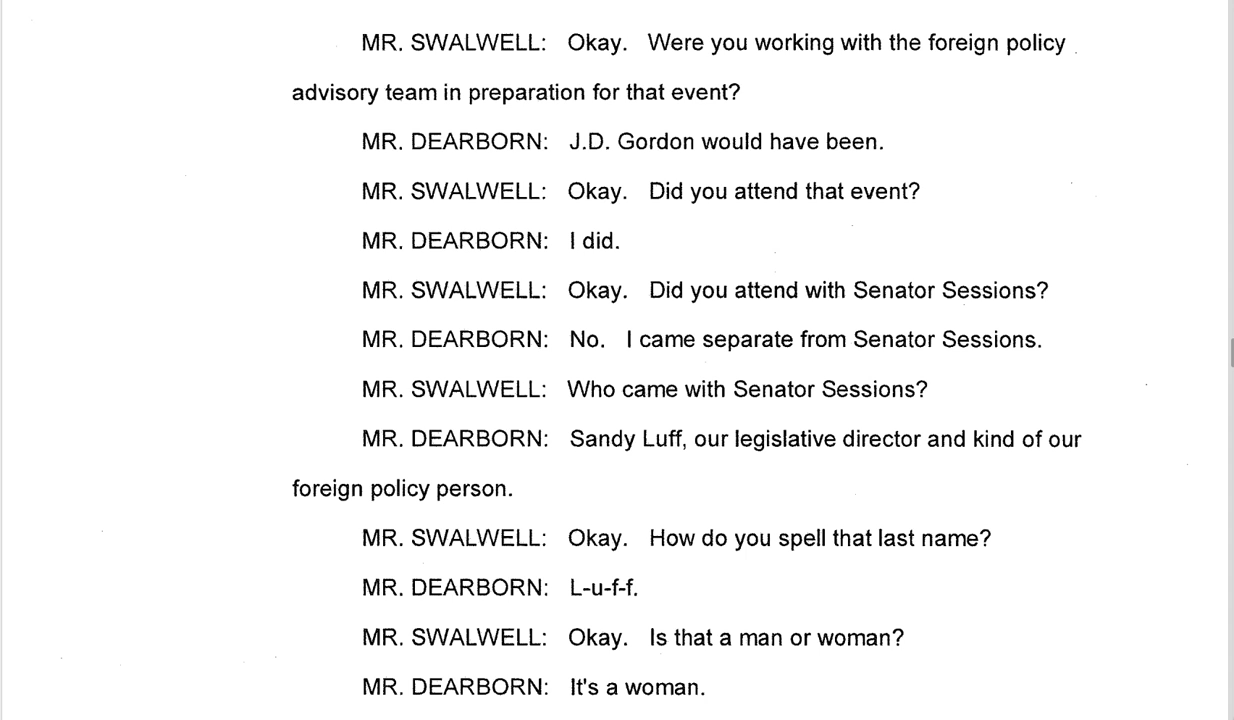 MR. SWALWELL: Okay. Were you working with the foreign policy
advisory team in preparation for that event?
MR. DEARBORN: J.D. Gordon would have been.
MR. SWALWELL: Okay. Did you attend that event?
MR. DEARBORN: I did.
MR. SWALWELL: Okay. Did you attend with Senator Sessions?
MR. DEARBORN: No. I came separate from Senator Sessions.
MR. SWALWELL: Who came with Senator Sessions?
MR. DEARBORN: Sandy Luff, our legislative director and kind of our
foreign policy person.
MR. SWALWELL: Okay. How do you spell that last name?
MR. DEARBORN: L-u-f-f.
MR. SWALWELL: Okay. Is that a man or woman?
MR. DEARBORN: It's a woman.